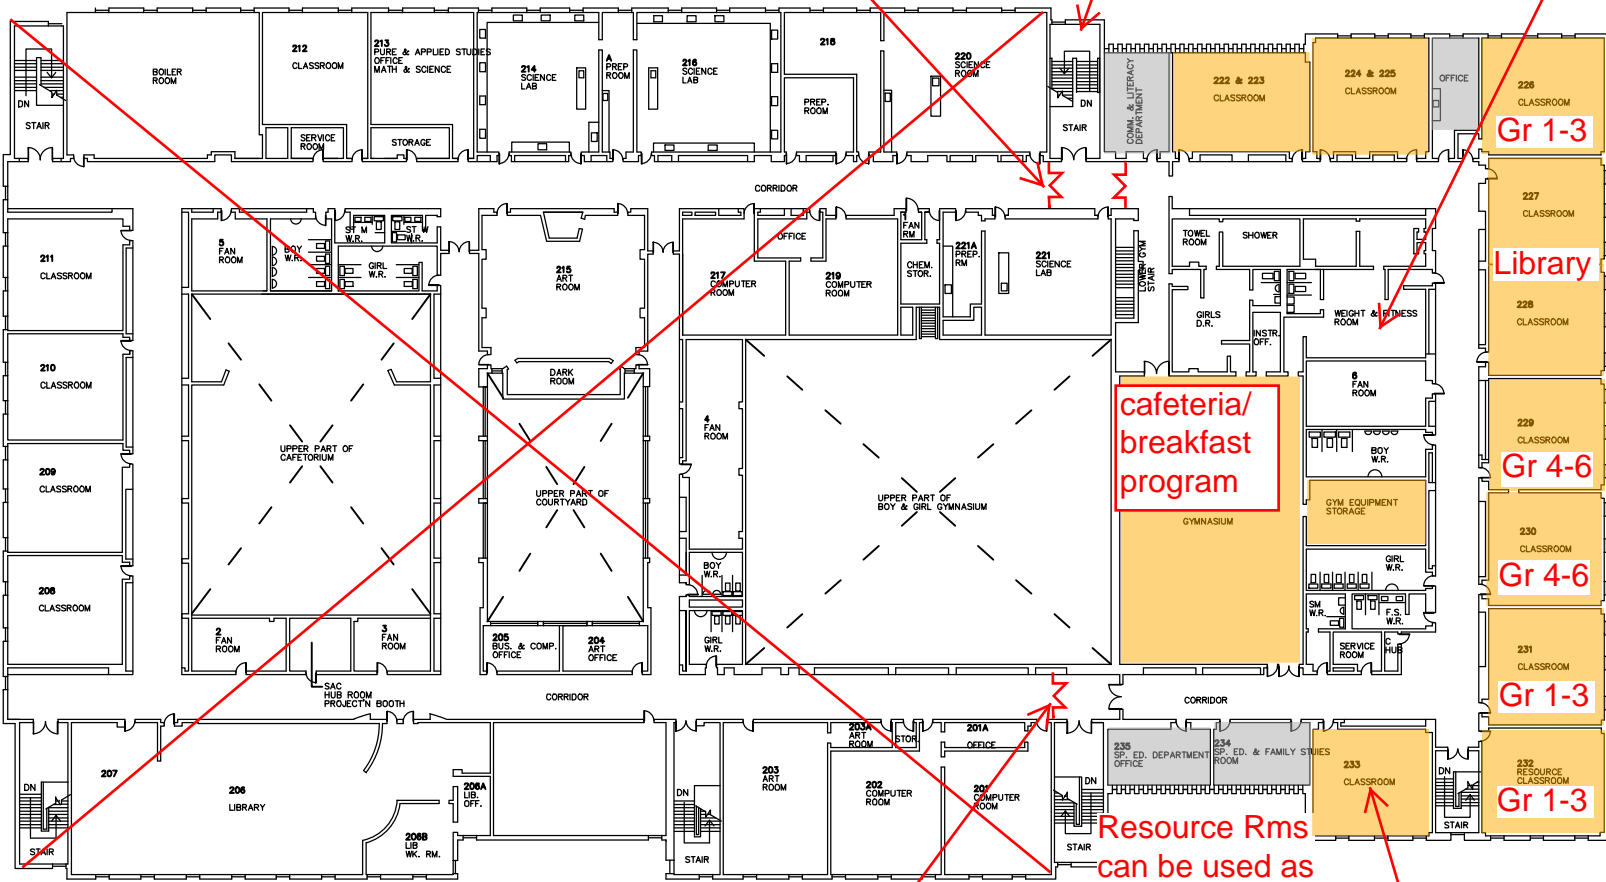 BOILER
ROOM
212
CLASSROOM
213
PURE & APPLIED STUDIES
OFFICE
MATH & SCIENCE
214
SCIENCE
LAB
A
PREP
ROOM
216
SCIENCE
LAB
218
PREP.
ROOM
220
SCIENCE
ROOM
DN
STAIR
SERVICE
ROOM
STORAGE
DN
STAIR
COMM. & LITERACY
DEPARTMENT
222 & 223
CLASSROOM
224 & 225
CLASSROOM
OFFICE
226
CLASSROOM
Gr 1-3
CORRIDOR
227
CLASSROOM
Library
228
CLASSROOM
211
CLASSROOM
5
FAN
ROOM
BOY
W.R.
ST M
W.R.
ST W
W.R.
GIRL
W.R.
215
ART
ROOM
217
COMPUTER
ROOM
OFFICE
219
COMPUTER
ROOM
FAN
RM
CHEM.
STOR.
221A
PREP.
RM
221
SCIENCE
LAB
LOWER GYM
STAIR
TOWEL
ROOM
SHOWER
GIRLS
D.R.
INSTR.
OFF.
WEIGHT & FITNESS
ROOM
210
CLASSROOM
DARK
ROOM
6
FAN
ROOM
cafeteria/
breakfast
program
GYMNASIUM
4
FAN
ROOM
BOY
W.R.
229
CLASSROOM
Gr 4-6
209
CLASSROOM
UPPER PART OF
CAFETORIUM
UPPER PART OF
COURTYARD
UPPER PART OF
BOY & GIRL GYMNASIUM
GYM EQUIPMENT
STORAGE
230
CLASSROOM
Gr 4-6
208
CLASSROOM
BOY
W.R.
GIRL
W.R.
SM
W.R.
F.S.
W.R.
2
FAN
ROOM
3
FAN
ROOM
205
BUS. & COMP.
OFFICE
204
ART
OFFICE
GIRL
W.R.
SERVICE
ROOM
C
HUB
231
CLASSROOM
Gr 1-3
SAC
HUB ROOM
PROJECT'N BOOTH
CORRIDOR
CORRIDOR
207
206
LIBRARY
206A
LIB.
OFF.
206B
LIB
WK. RM.
DN
STAIR
DN
STAIR
203
ART
ROOM
203A
ART
ROOM
STOR.
202
COMPUTER
ROOM
201A
OFFICE
201
COMPUTER
ROOM
DN
STAIR
235
SP. ED. DEPARTMENT
OFFICE
234
SP. ED. & FAMILY STUIES
ROOM
233
CLASSROOM
DN
STAIR
232
RESOURCE
CLASSROOM
Gr 1-3
Resource Rms
can be used as